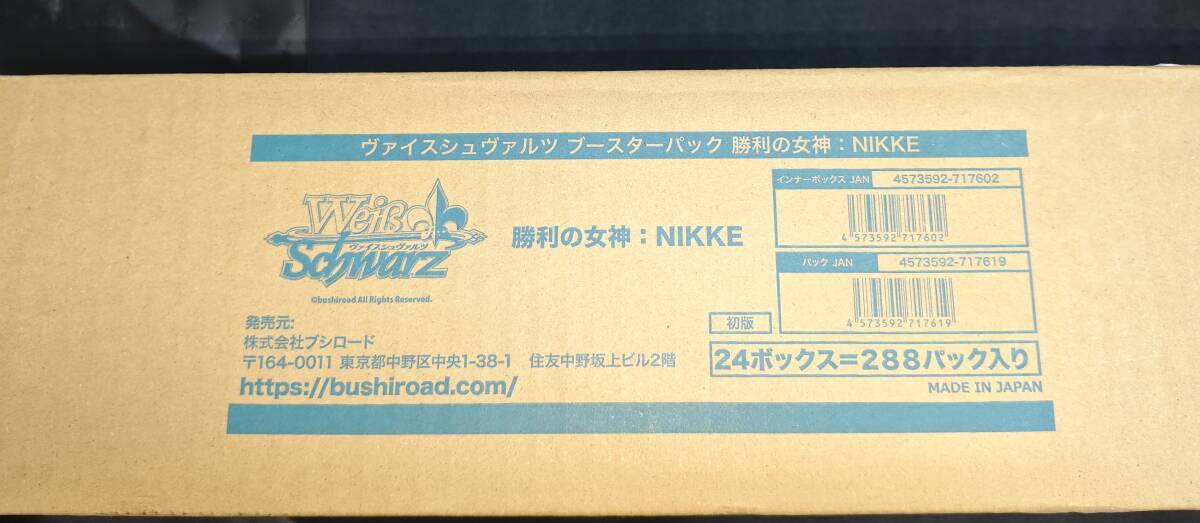 ヴァイスシュヴァルツ ブースターパック 勝利の女神：NIKKE
Weiß
ヴァイスシュヴァルツ
Schwarz
©bushiroad All Rights Reserved.
勝利の女神：NIKKE
インナーボックス JAN 4573592-717602
4 573592 717602
パック JAN 4573592-717619
4 573592 717619
発売元:
株式会社ブシロード
〒164-0011 東京都中野区中央1-38-1 住友中野坂上ビル2階
https://bushiroad.com/
初版
24ボックス=288パック入り
MADE IN JAPAN